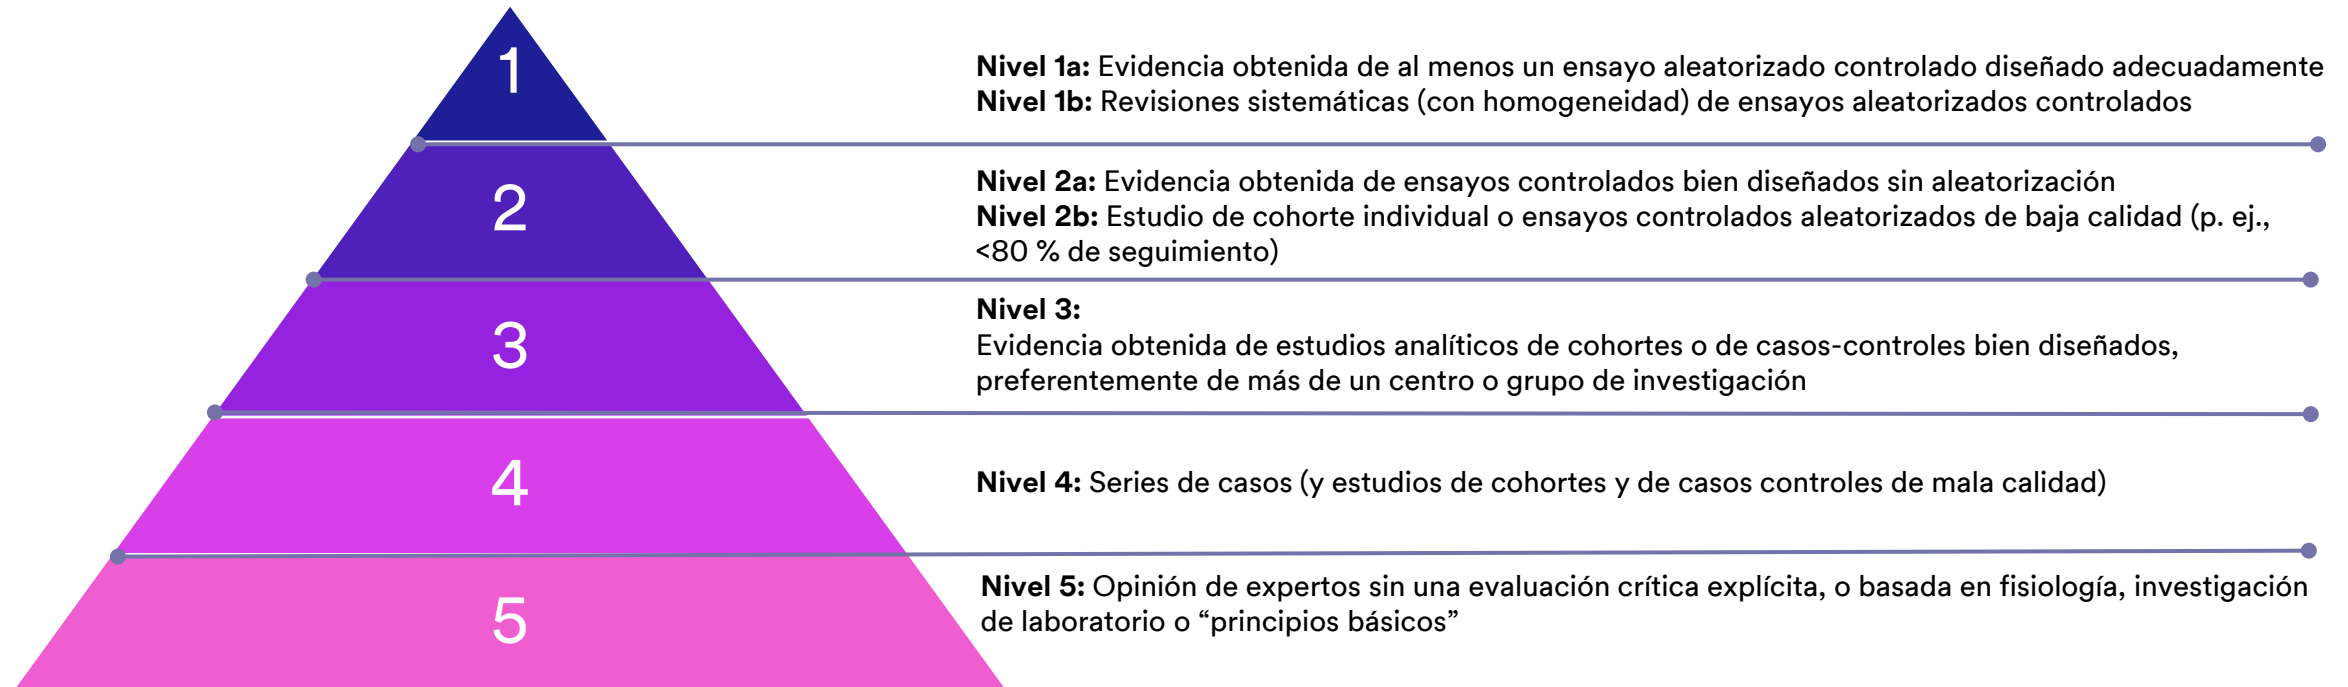 1
Nivel 1a: Evidencia obtenida de al menos un ensayo aleatorizado controlado diseñado adecuadamente
Nivel 1b: Revisiones sistemáticas (con homogeneidad) de ensayos aleatorizados controlados
2
Nivel 2a: Evidencia obtenida de ensayos controlados bien diseñados sin aleatorización
Nivel 2b: Estudio de cohorte individual o ensayos controlados aleatorizados de baja calidad (p. ej.,
<80 % de seguimiento)
3
Nivel 3:
Evidencia obtenida de estudios analíticos de cohortes o de casos-controles bien diseñados,
preferentemente de más de un centro o grupo de investigación
4
Nivel 4: Series de casos (y estudios de cohortes y de casos controles de mala calidad)
5
Nivel 5: Opinión de expertos sin una evaluación crítica explícita, o basada en fisiología, investigación
de laboratorio o “principios básicos”